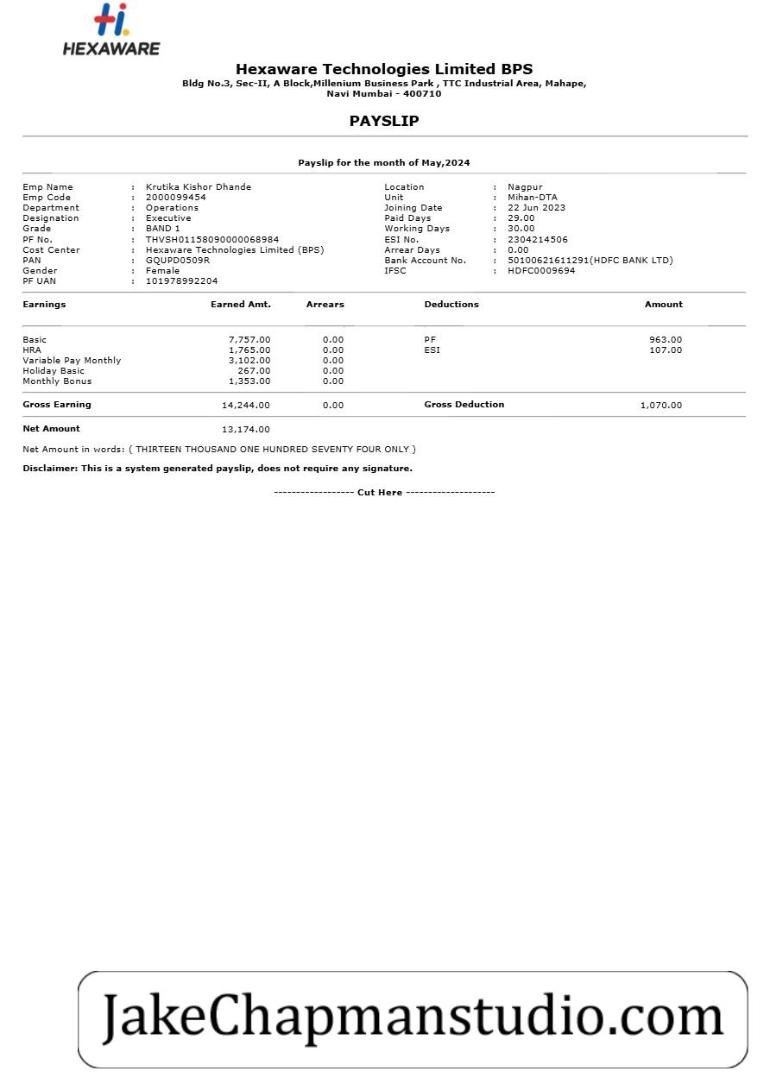 HEXAWARE
Hexaware Technologies Limited BPS
Bldg No.3, Sec-II, A Block,Millenium Business Park , TTC Industrial Area, Mahape,
Navi Mumbai - 400710
PAYSLIP
Payslip for the month of May,2024
Emp Name : Krutika Kishor Dhande Location : Nagpur
Emp Code : 2000099454 Unit : Mihan-DTA
Department : Operations Joining Date : 22 Jun 2023
Designation : Executive Paid Days : 29.00
Grade : BAND 1 Working Days : 30.00
PF No. : THVSH01158090000068984 ESI No. : 2304214506
Cost Center : Hexaware Technologies Limited (BPS) Arrear Days : 0.00
PAN : GQUPD0509R Bank Account No. : 50100621611291(HDFC BANK LTD)
Gender : Female IFSC : HDFC0009694
PF UAN : 101978992204
Earnings Earned Amt. Arrears Deductions Amount
Basic 7,757.00 0.00 PF 963.00
HRA 1,765.00 0.00 ESI 107.00
Variable Pay Monthly 3,102.00 0.00
Holiday Basic 267.00 0.00
Monthly Bonus 1,353.00 0.00
Gross Earning 14,244.00 0.00 Gross Deduction 1,070.00
Net Amount 13,174.00
Net Amount in words: ( THIRTEEN THOUSAND ONE HUNDRED SEVENTY FOUR ONLY )
Disclaimer: This is a system generated payslip, does not require any signature.
------------------ Cut Here --------------------
JakeChapmanstudio.com